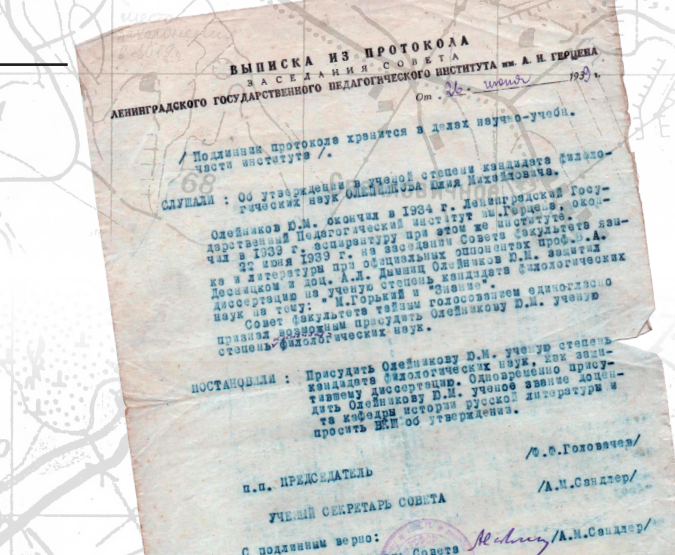 ВЫПИСКА ИЗ ПРОТОКОЛА
ЗАСЕДАНИЯ СОВЕТА
ЛЕНИНГРАДСКОГО ГОСУДАРСТВЕННОГО ПЕДАГОГИЧЕСКОГО ИНСТИТУТА им. А. И. ГЕРЦЕНА
От 26 июня 1939 г.
/ Подлинник протокола хранится в делах научно-учебн.
части института /.
68
СЛУШАЛИ : Об утверждении в ученой степени кандидата филоло-
гических наук ОЛЕЙНИКОВА Юлия Михайловича.
Олейников Ю.М. окончил в 1934 г. Ленинградский Госу-
дарственный Педагогический институт им. Герцена, окон-
чил в 1939 г. аспирантуру при этом же институте.
22 июня 1939 г. на заседании Совета факультета язы-
ка и литературы при официальных оппонентах проф. В.А.
Десницком и доц. А.Л. Дымшиц Олейников Ю.М. защитил
диссертацию на ученую степень кандидата филологических
наук на тему: " М.Горький и "Знание".
Совет факультета тайным голосованием единогласно
признал возможным присудить Олейникову Ю.М. ученую
степень филологических наук.
ПОСТАНОВИЛИ : Присудить Олейникову Ю.М. ученую степень
кандидата филологических наук, как защи-
тившему диссертацию. Одновременно прису-
дить Олейникову Ю.М. ученое звание доцен-
та кафедры истории русской литературы и
просить ВКВШ об утверждения.
п.п. ПРЕДСЕДАТЕЛЬ /Ф.Ф.Головачев/
УЧЕНЫЙ СЕКРЕТАРЬ СОВЕТА /А.М.Сандлер/
С подлинным верно:
Совета /А.М.Сандлер/